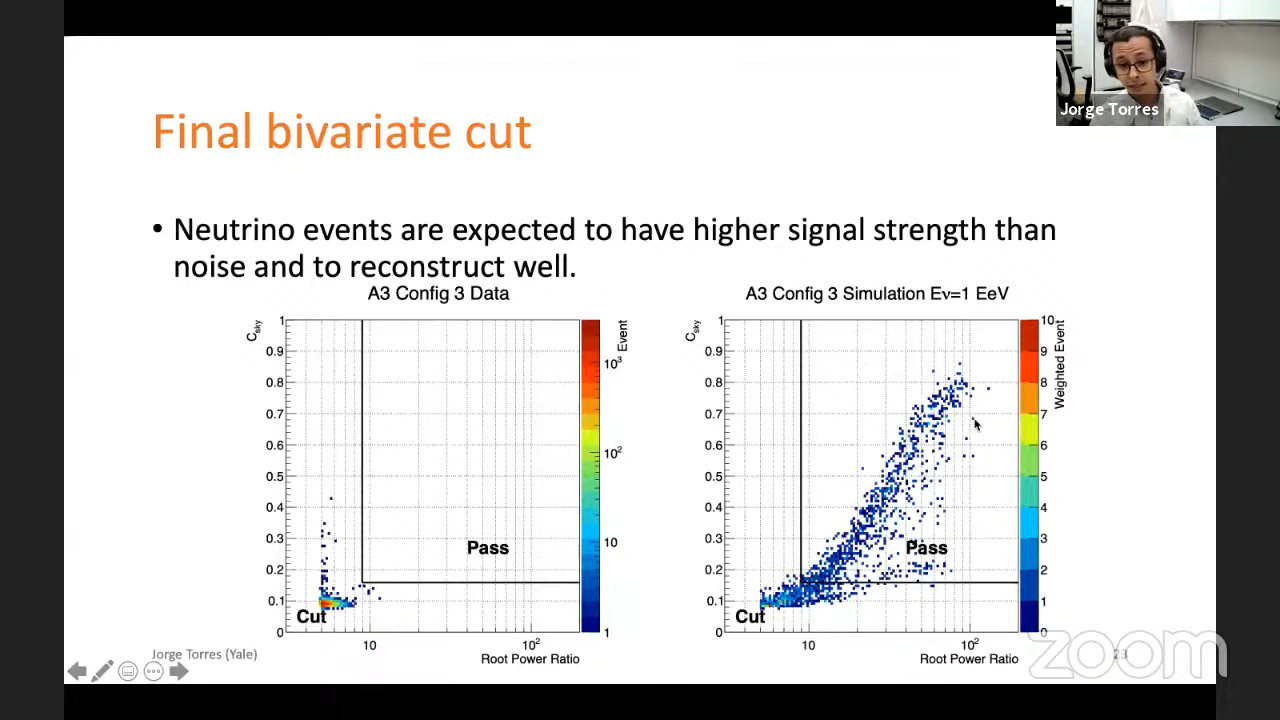 Jorge Torres
Final bivariate cut
• Neutrino events are expected to have higher signal strength than
noise and to reconstruct well.
A3 Config 3 Data
Csky
1
0.9
0.8
0.7
0.6
0.5
0.4
0.3
0.2
0.1
0
10
10²
Root Power Ratio
Pass
Cut
Event
10³
10²
10
1
A3 Config 3 Simulation Eν=1 EeV
Csky
1
0.9
0.8
0.7
0.6
0.5
0.4
0.3
0.2
0.1
0
10
10²
Root Power Ratio
Pass
Cut
Weighted Event
10
9
8
7
6
5
4
3
2
1
0
Jorge Torres (Yale)
23
zoom